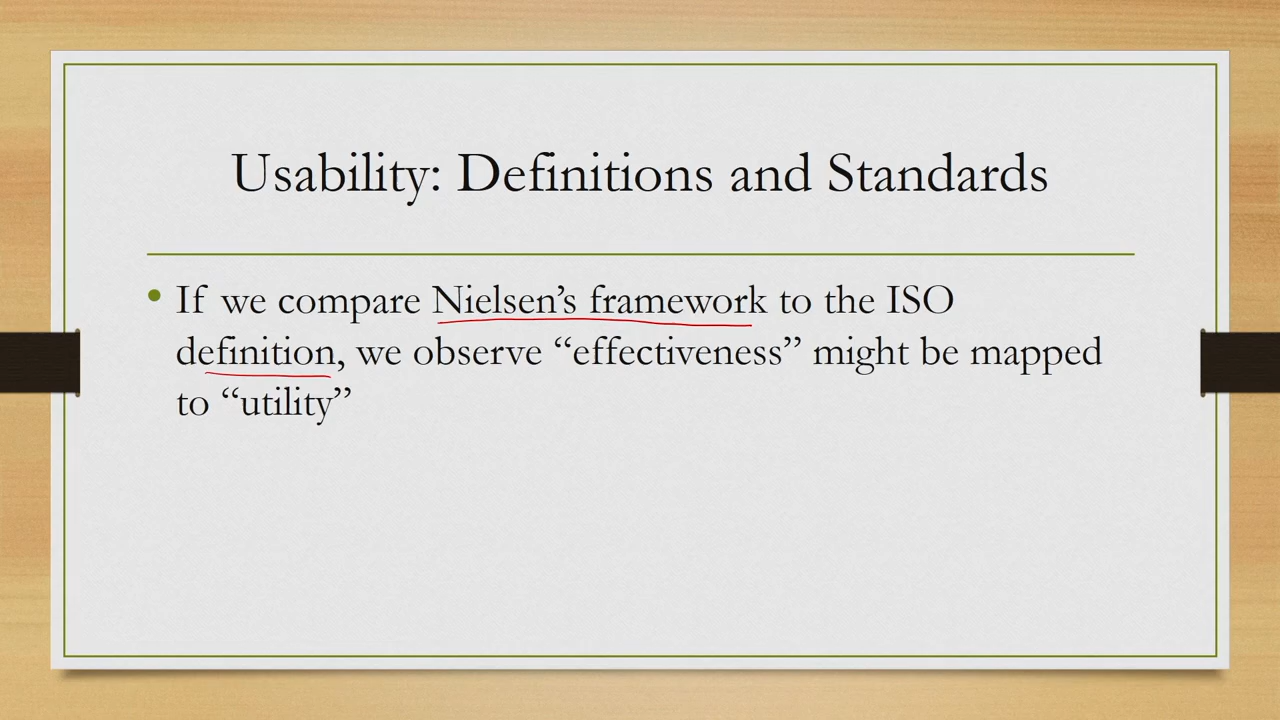 Usability: Definitions and Standards
• If we compare Nielsen’s framework to the ISO
definition, we observe “effectiveness” might be mapped
to “utility”